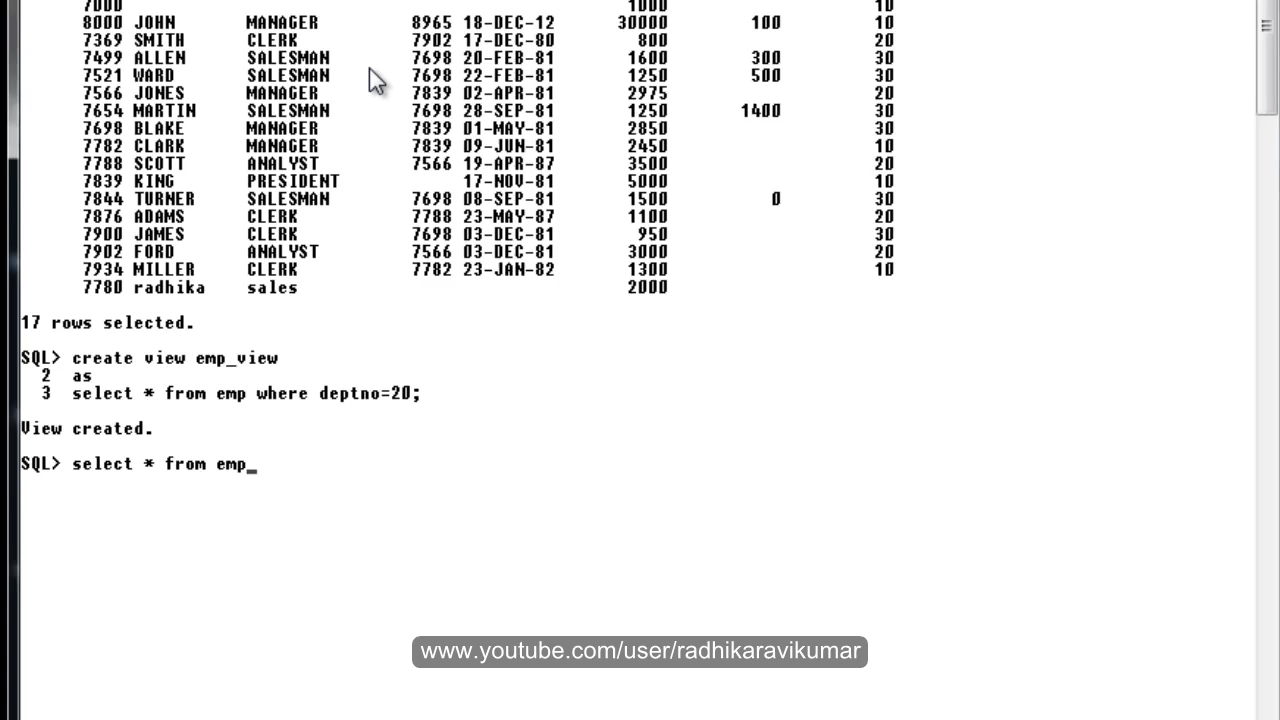 7000 1000 10
8000 JOHN MANAGER 8965 18-DEC-12 30000 100 10
7369 SMITH CLERK 7902 17-DEC-80 800 20
7499 ALLEN SALESMAN 7698 20-FEB-81 1600 300 30
7521 WARD SALESMAN 7698 22-FEB-81 1250 500 30
7566 JONES MANAGER 7839 02-APR-81 2975 20
7654 MARTIN SALESMAN 7698 28-SEP-81 1250 1400 30
7698 BLAKE MANAGER 7839 01-MAY-81 2850 30
7782 CLARK MANAGER 7839 09-JUN-81 2450 10
7788 SCOTT ANALYST 7566 19-APR-87 3500 20
7839 KING PRESIDENT 17-NOV-81 5000 10
7844 TURNER SALESMAN 7698 08-SEP-81 1500 0 30
7876 ADAMS CLERK 7788 23-MAY-87 1100 20
7900 JAMES CLERK 7698 03-DEC-81 950 30
7902 FORD ANALYST 7566 03-DEC-81 3000 20
7934 MILLER CLERK 7782 23-JAN-82 1300 10
7780 radhika sales 2000
17 rows selected.
SQL> create view emp_view
2 as
3 select * from emp where deptno=20;
View created.
SQL> select * from emp_
www.youtube.com/user/radhikaravikumar